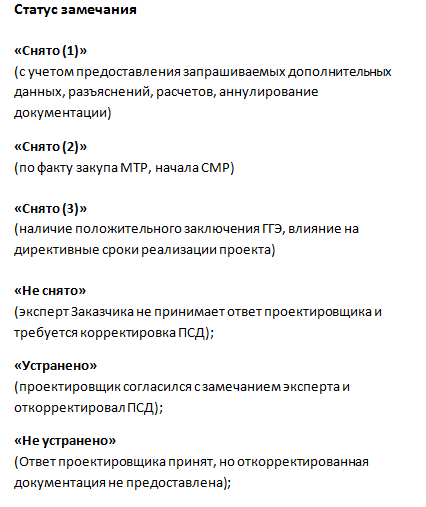 Статус замечания
«Снято (1)»
(с учетом предоставления запрашиваемых дополнительных
данных, разъяснений, расчетов, аннулирование
документации)
«Снято (2)»
(по факту закупа МТР, начала СМР)
«Снято (3)»
(наличие положительного заключения ГГЭ, влияние на
директивные сроки реализации проекта)
«Не снято»
(эксперт Заказчика не принимает ответ проектировщика и
требуется корректировка ПСД);
«Устранено»
(проектировщик согласился с замечанием эксперта и
откорректировал ПСД);
«Не устранено»
(Ответ проектировщика принят, но откорректированная
документация не предоставлена);